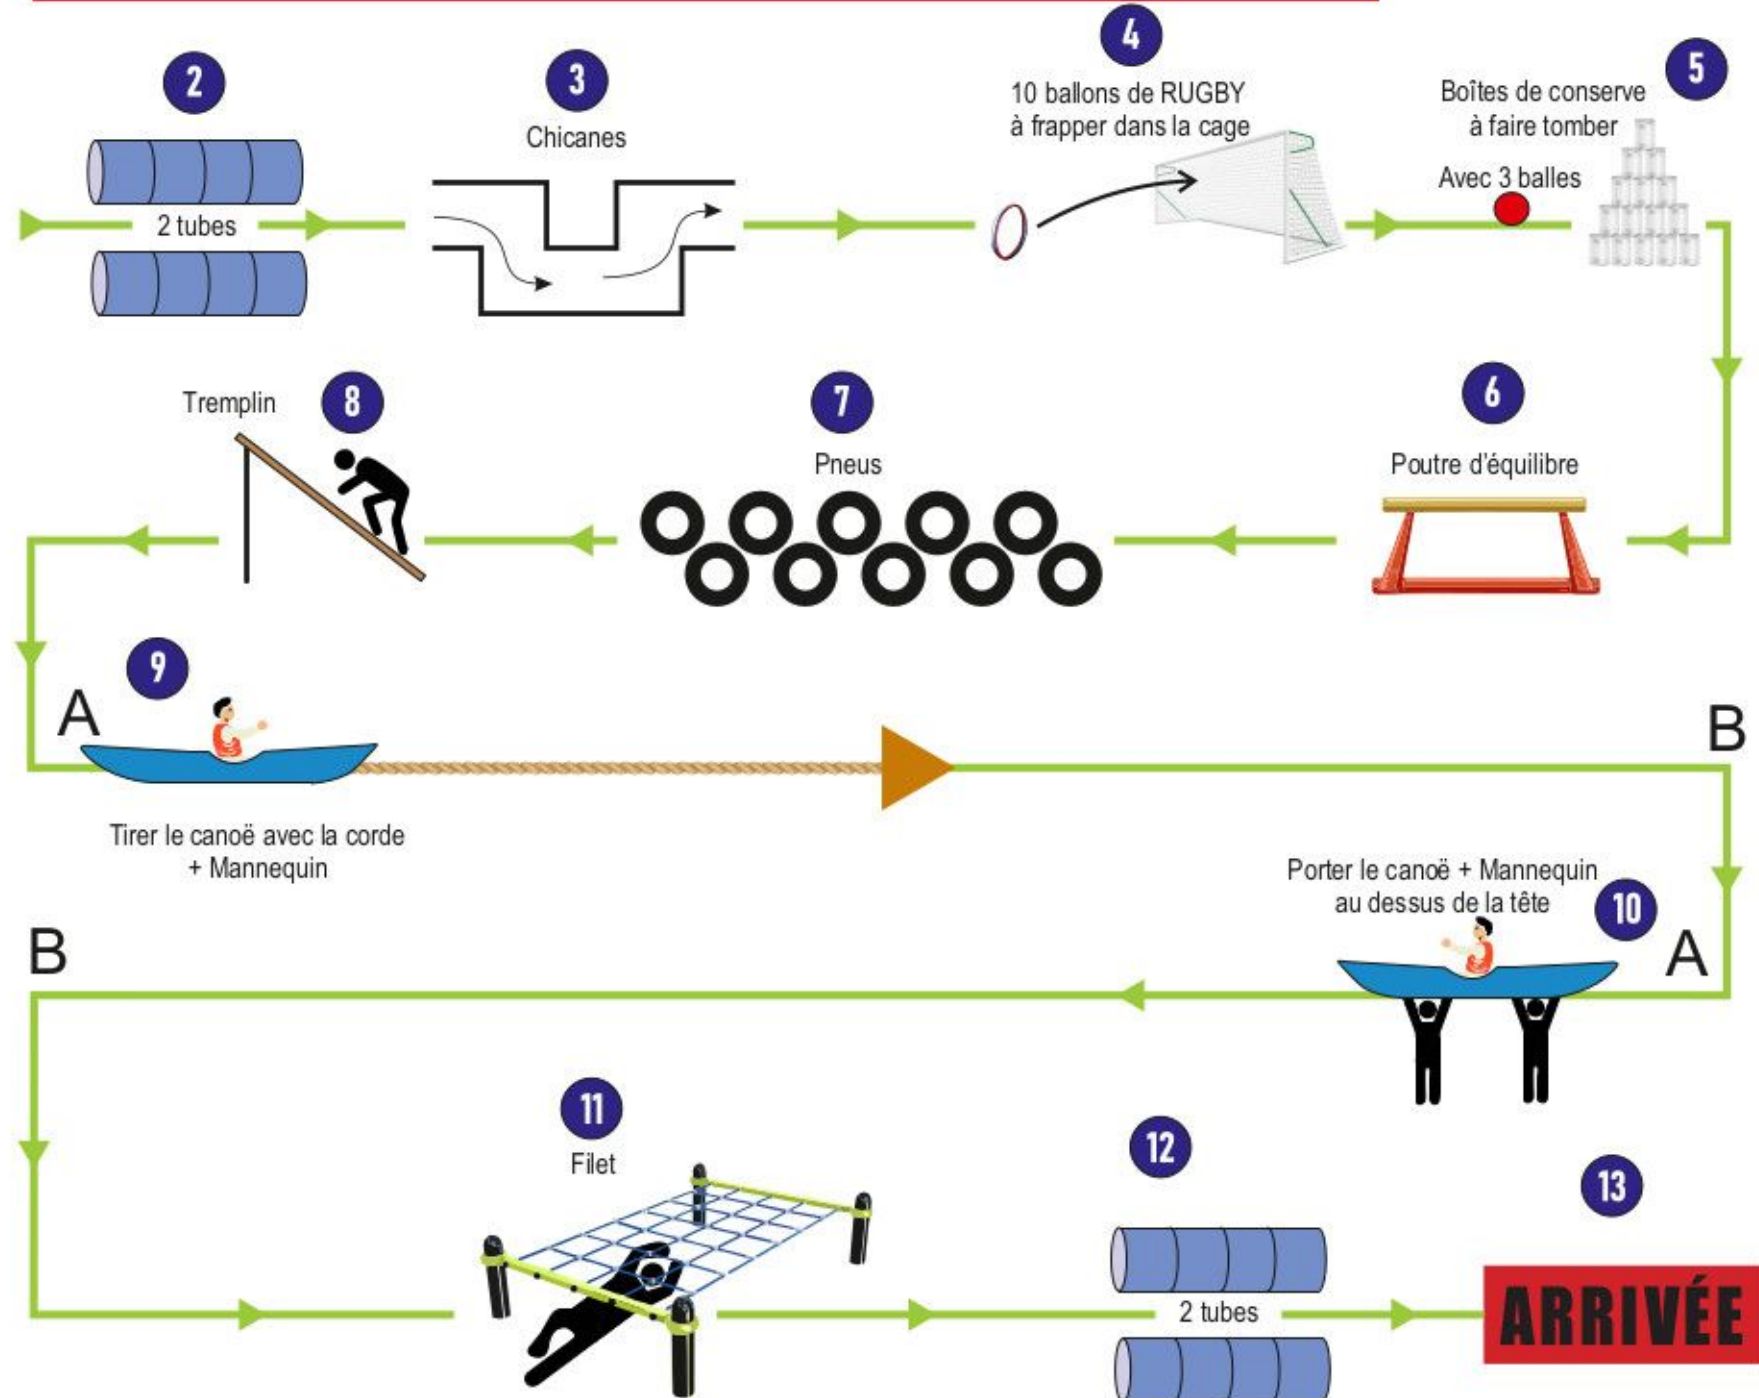 2
2 tubes
3
Chicanes
4
10 ballons de RUGBY
à frapper dans la cage
5
Boîtes de conserve
à faire tomber
Avec 3 balles
6
Poutre d'équilibre
7
Pneus
8
Tremplin
9
A
B
Tirer le canoë avec la corde
+ Mannequin
10
Porter le canoë + Mannequin
au dessus de la tête
A
B
11
Filet
12
2 tubes
13
ARRIVÉE